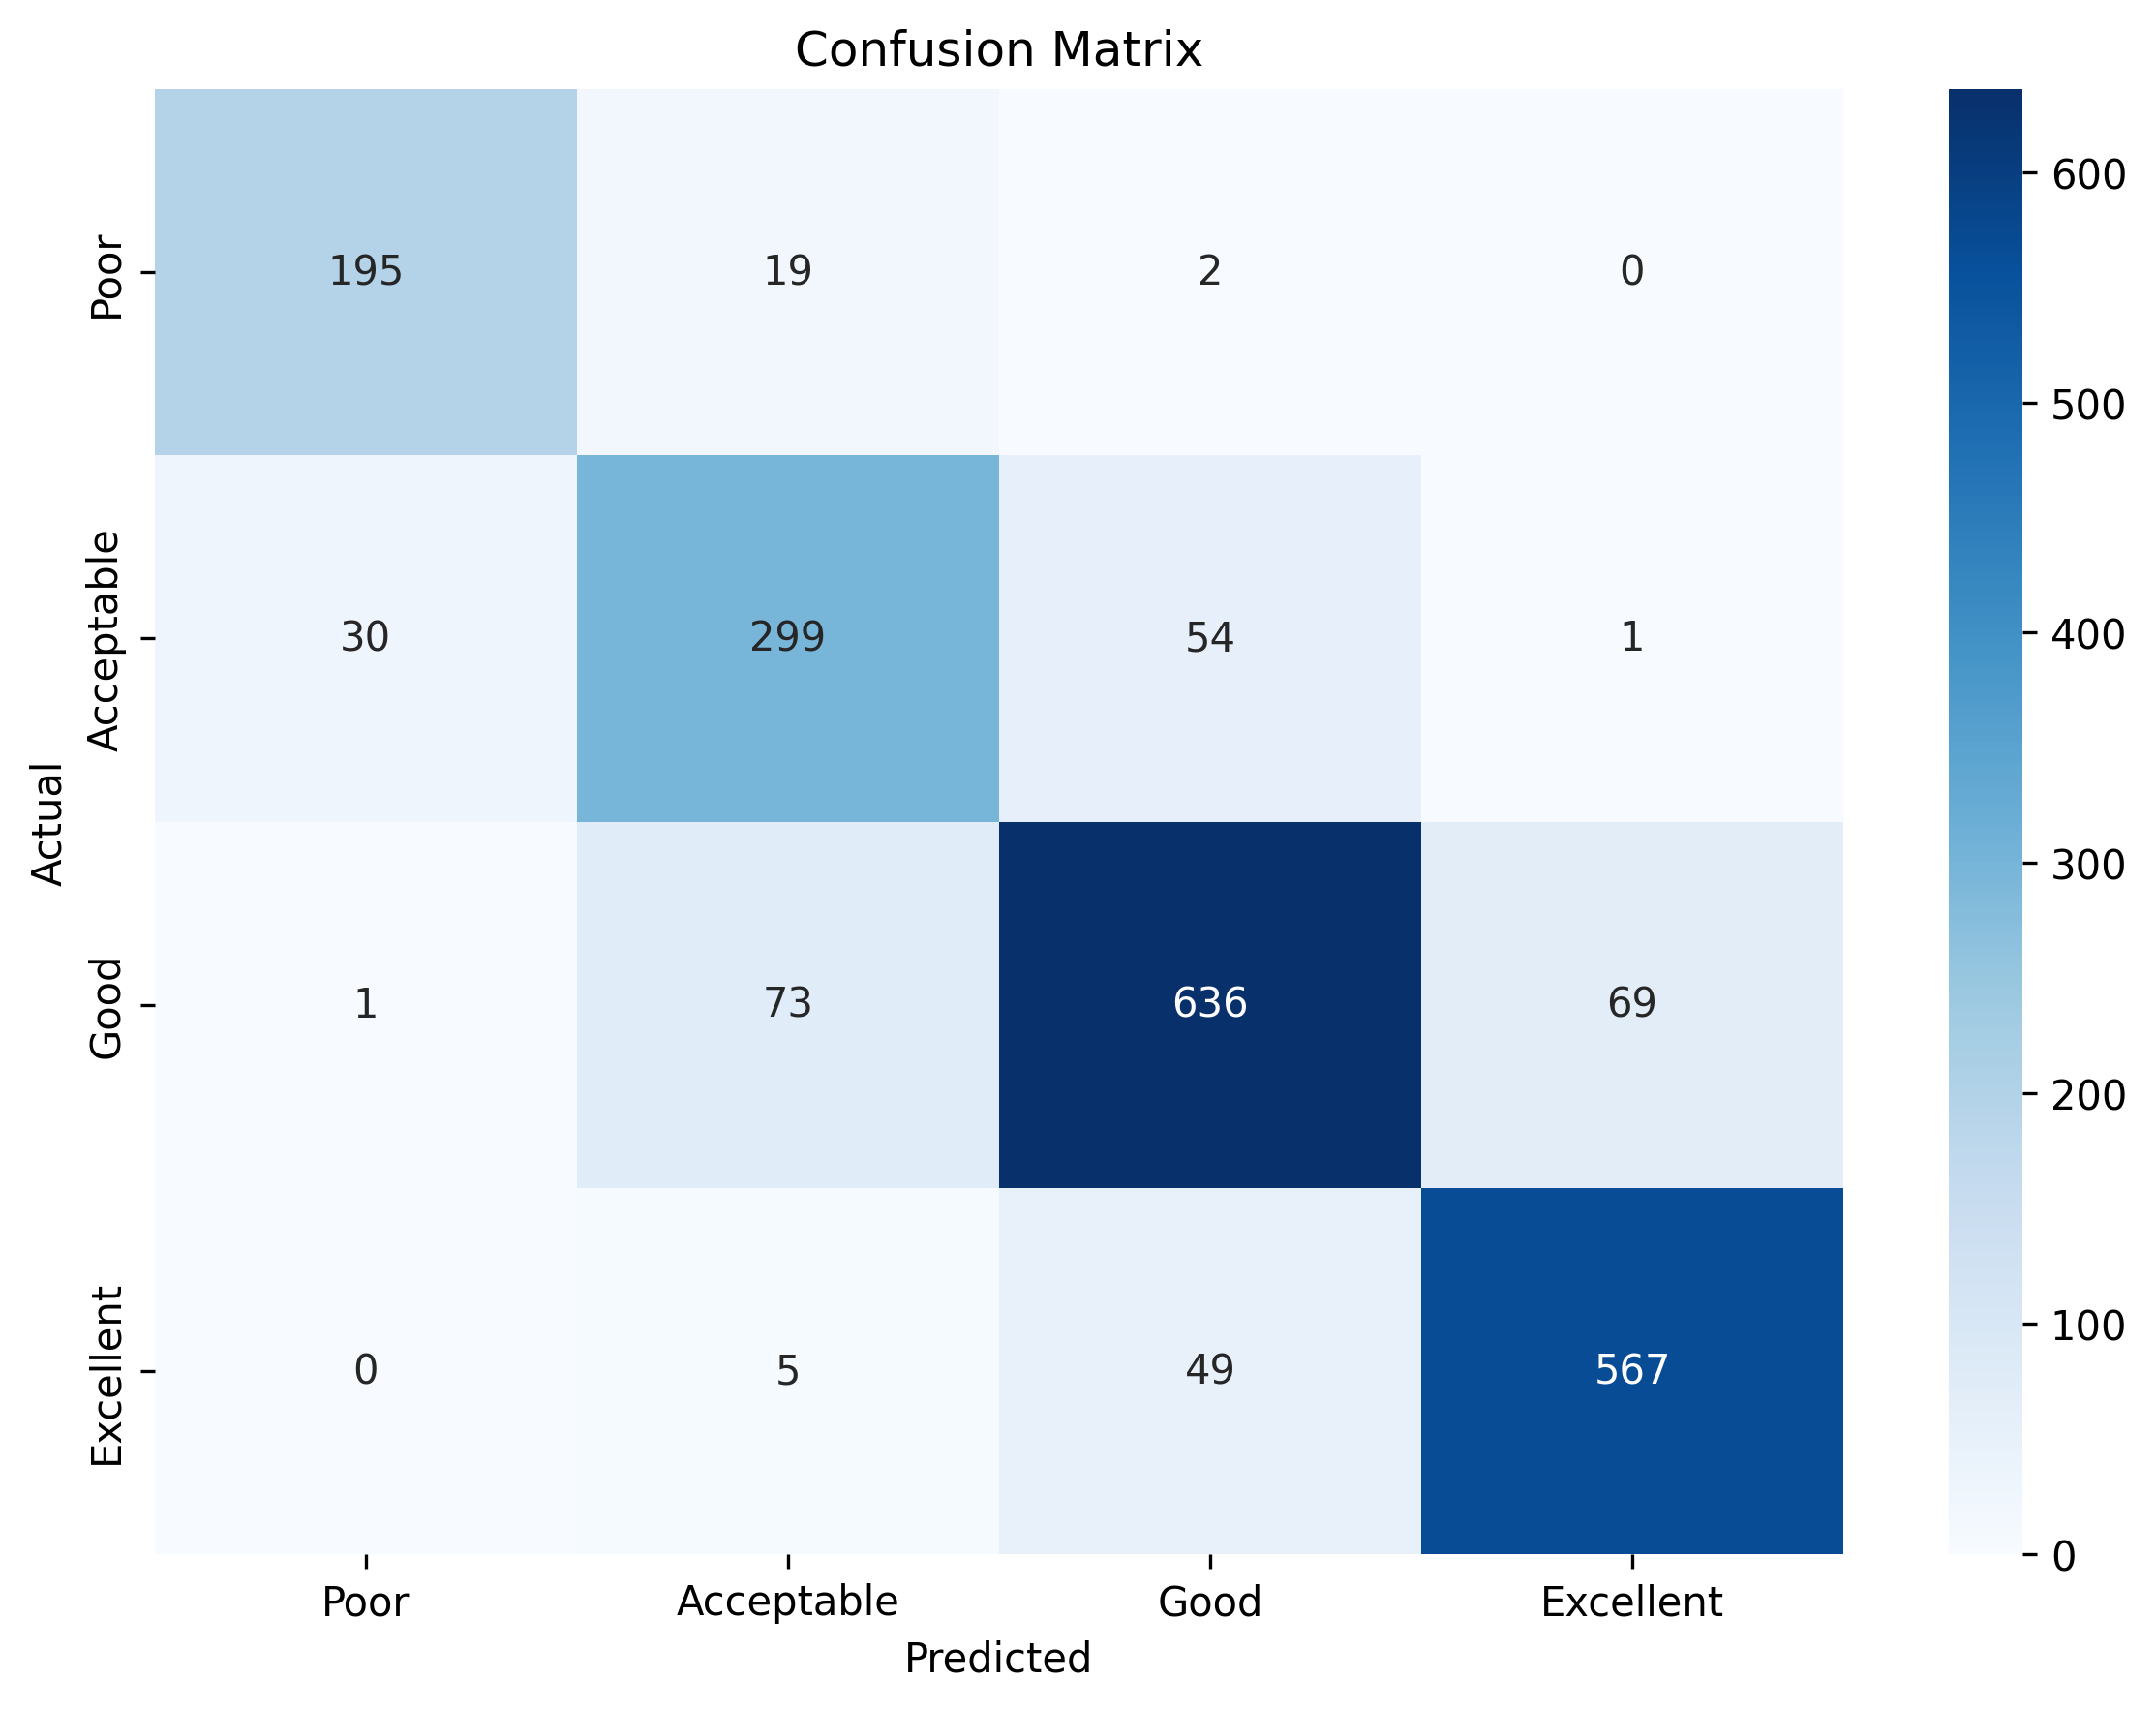 Confusion Matrix
Poor 195 19 2 0
Acceptable 30 299 54 1
Good 1 73 636 69
Excellent 0 5 49 567
Actual
Poor Acceptable Good Excellent
Predicted
600
500
400
300
200
100
0